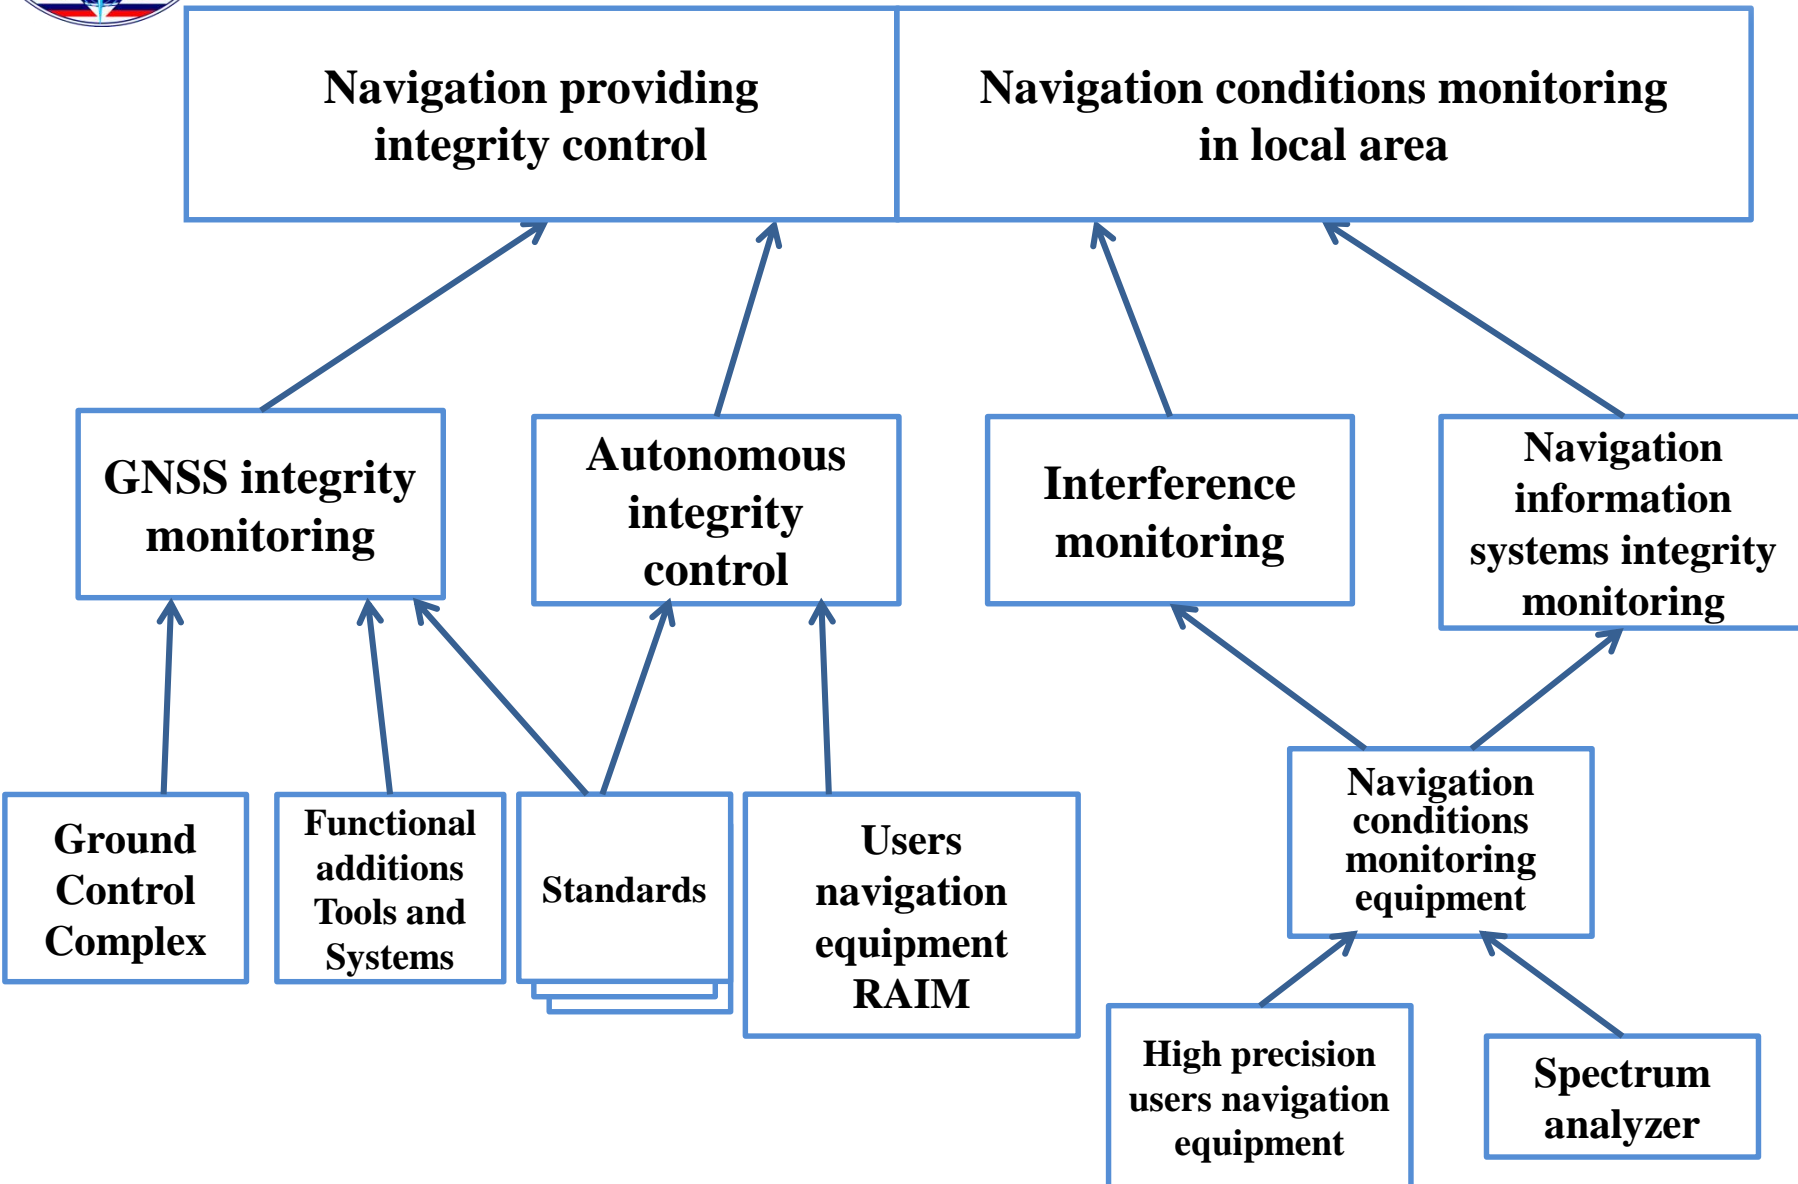 Navigation providing
integrity control
Navigation conditions monitoring
in local area
GNSS integrity
monitoring
Autonomous
integrity
control
Interference
monitoring
Navigation
information
systems integrity
monitoring
Ground
Control
Complex
Functional
additions
Tools and
Systems
Standards
Users
navigation
equipment
RAIM
Navigation
conditions
monitoring
equipment
High precision
users navigation
equipment
Spectrum
analyzer